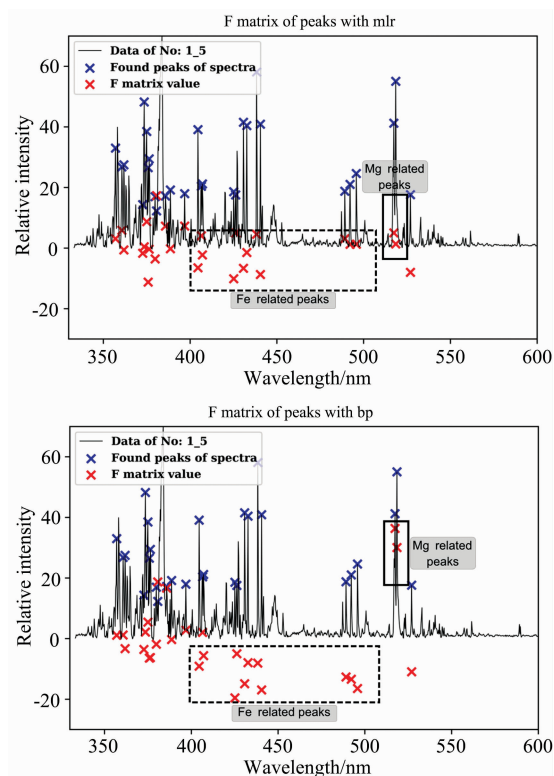 F matrix of peaks with mlr
Data of No: 1_5
Found peaks of spectra
F matrix value
60
40
20
0
-20
Relative intensity
Mg related
peaks
Fe related peaks
350
400
450
500
550
600
Wavelength/nm
F matrix of peaks with bp
Data of No: 1_5
Found peaks of spectra
F matrix value
60
40
20
0
-20
Relative intensity
Mg related
peaks
Fe related peaks
350
400
450
500
550
600
Wavelength/nm